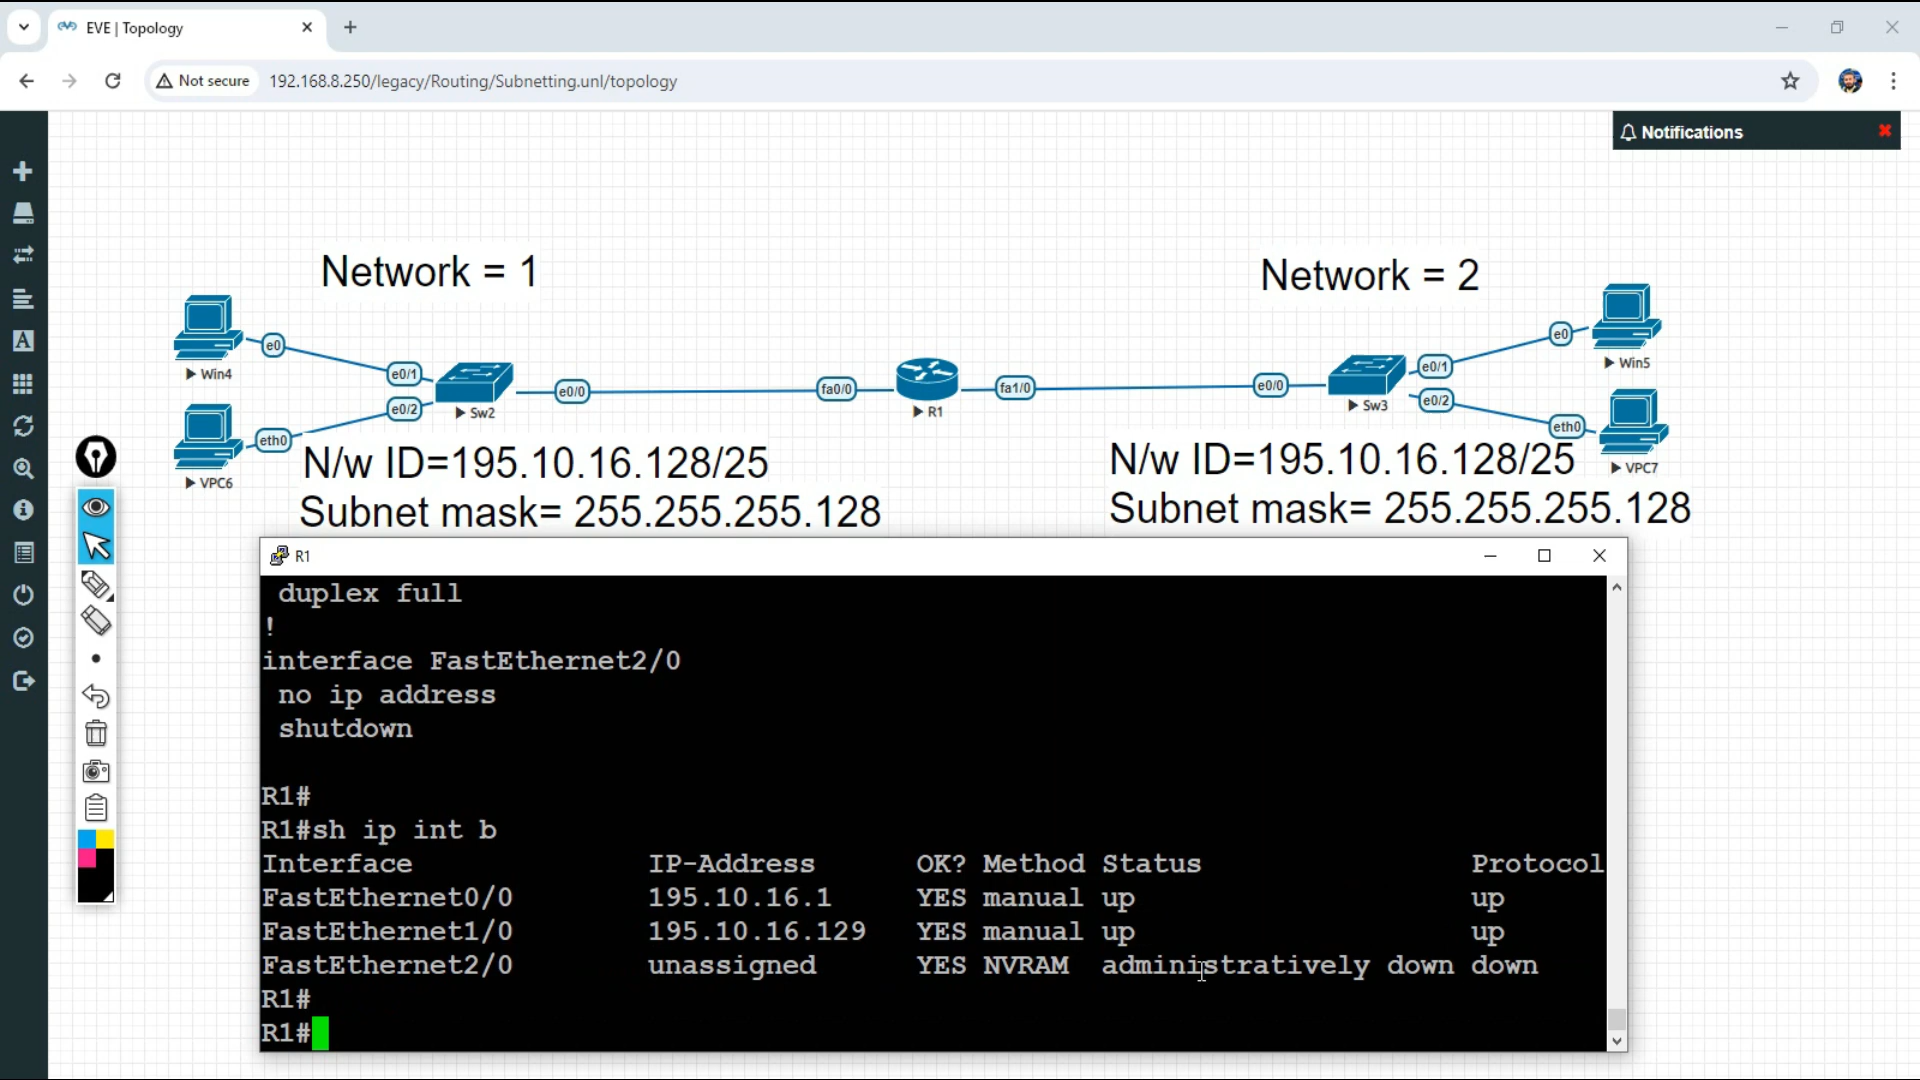 EVE | Topology
Not secure
192.168.8.250/legacy/Routing/Subnetting.unl/topology
Notifications
Network = 1
Network = 2
e0
e0
Win4
e0/1
e0/1
Win5
e0/0
fa0/0
fa1/0
e0/0
e0/2
e0/2
Sw2
R1
Sw3
eth0
eth0
VPC6
VPC7
N/w ID=195.10.16.128/25
Subnet mask= 255.255.255.128
N/w ID=195.10.16.128/25
Subnet mask= 255.255.255.128
R1
duplex full
!
interface FastEthernet2/0
no ip address
shutdown
R1#
R1#sh ip int b
Interface IP-Address OK? Method Status Protocol
FastEthernet0/0 195.10.16.1 YES manual up up
FastEthernet1/0 195.10.16.129 YES manual up up
FastEthernet2/0 unassigned YES NVRAM administratively down down
R1#
R1#